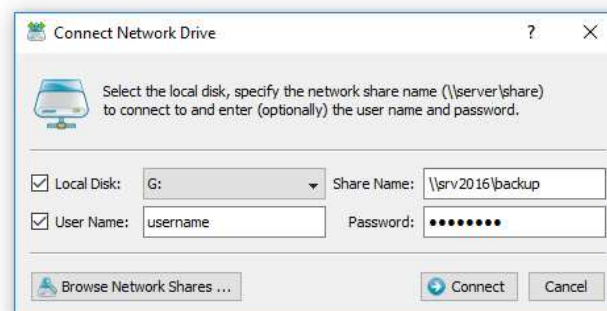 Connect Network Drive ?
Select the local disk, specify the network share name (\\server\share)
to connect to and enter (optionally) the user name and password.
Local Disk: G: Share Name: \\srv2016\backup
User Name: username Password: ●●●●●●●●
Browse Network Shares ... Connect Cancel